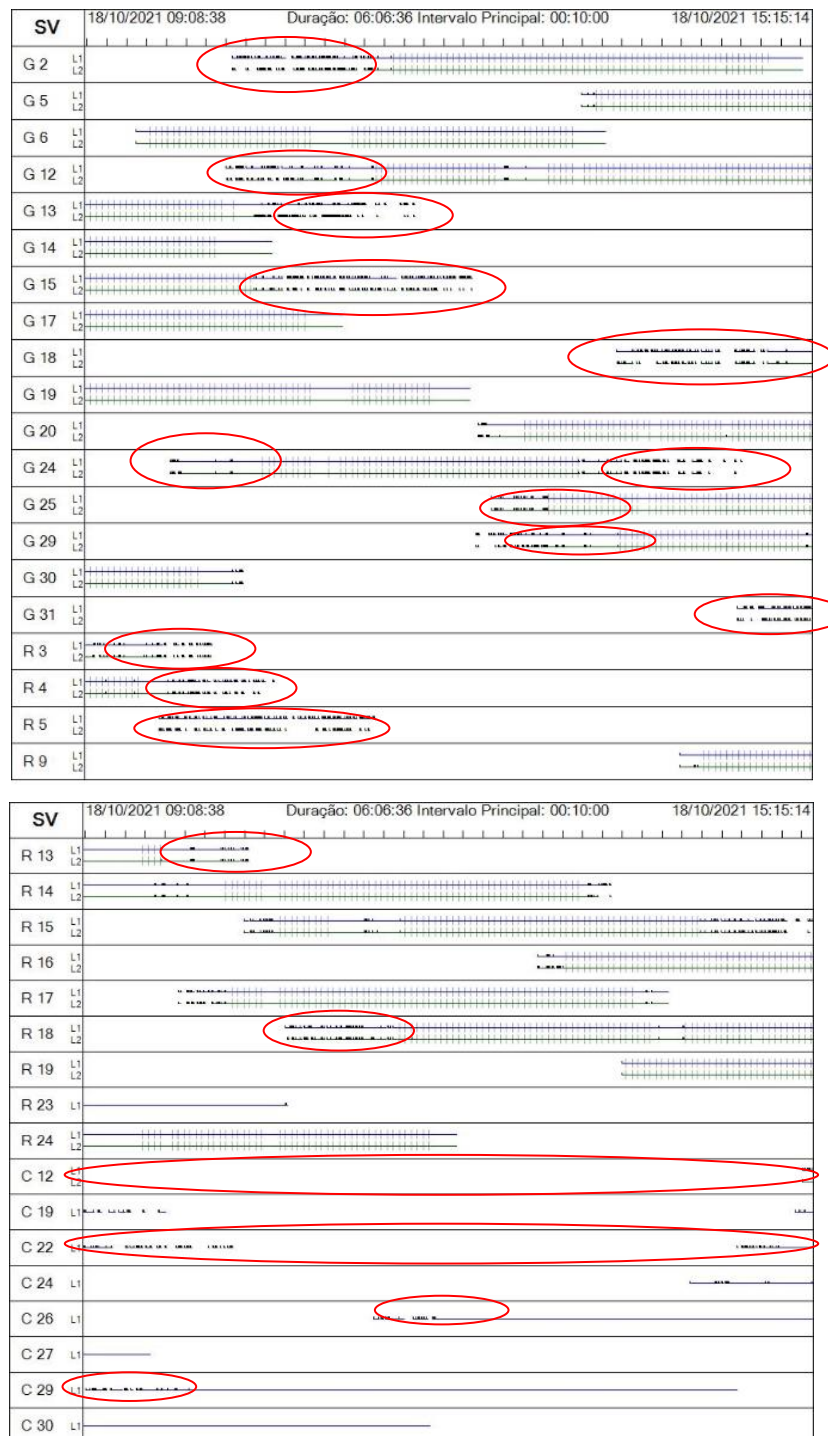 SV 18/10/2021 09:08:38 Duração: 06:06:36 Intervalo Principal: 00:10:00 18/10/2021 15:15:14
G 2 L1
L2
G 5 L1
L2
G 6 L1
L2
G 12 L1
L2
G 13 L1
L2
G 14 L1
L2
G 15 L1
L2
G 17 L1
L2
G 18 L1
L2
G 19 L1
L2
G 20 L1
L2
G 24 L1
L2
G 25 L1
L2
G 29 L1
L2
G 30 L1
L2
G 31 L1
L2
R 3 L1
L2
R 4 L1
L2
R 5 L1
L2
R 9 L1
L2
SV 18/10/2021 09:08:38 Duração: 06:06:36 Intervalo Principal: 00:10:00 18/10/2021 15:15:14
R 13 L1
L2
R 14 L1
L2
R 15 L1
L2
R 16 L1
L2
R 17 L1
L2
R 18 L1
L2
R 19 L1
L2
R 23 L1
R 24 L1
L2
C 12 L1
L2
C 19 L1
C 22 L1
C 24 L1
C 26 L1
C 27 L1
C 29 L1
C 30 L1